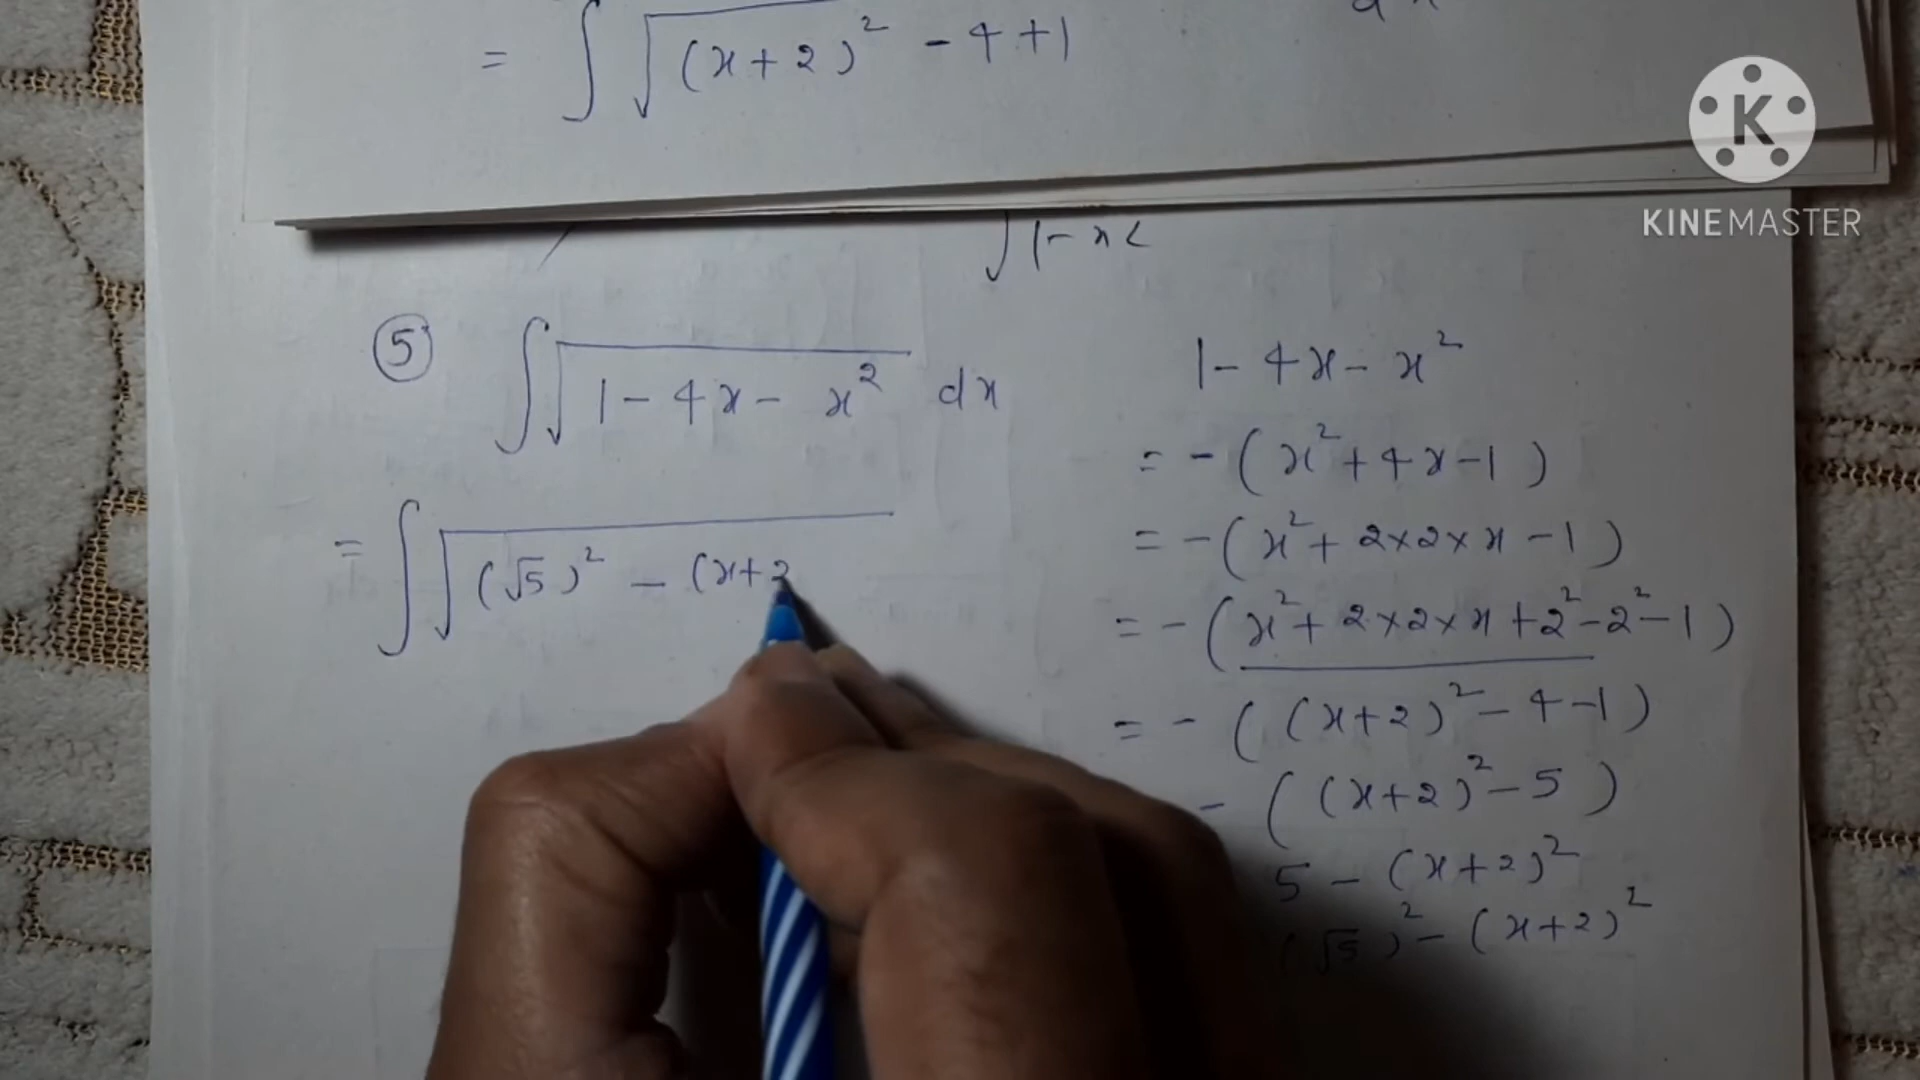 = ∫ √(x+2)² - 4 + 1 dx
K
KINEMASTER
∫ 1 - x<
⑤ ∫ √1 - 4x - x² dx
= ∫ √(√5)² - (x+2
1 - 4x - x²
= - (x² + 4x - 1)
= - (x² + 2×2×x - 1)
= - (x² + 2×2×x + 2² - 2² - 1)
= - ((x+2)² - 4 - 1)
- ((x+2)² - 5)
5 - (x+2)²
(√5)² - (x+2)²